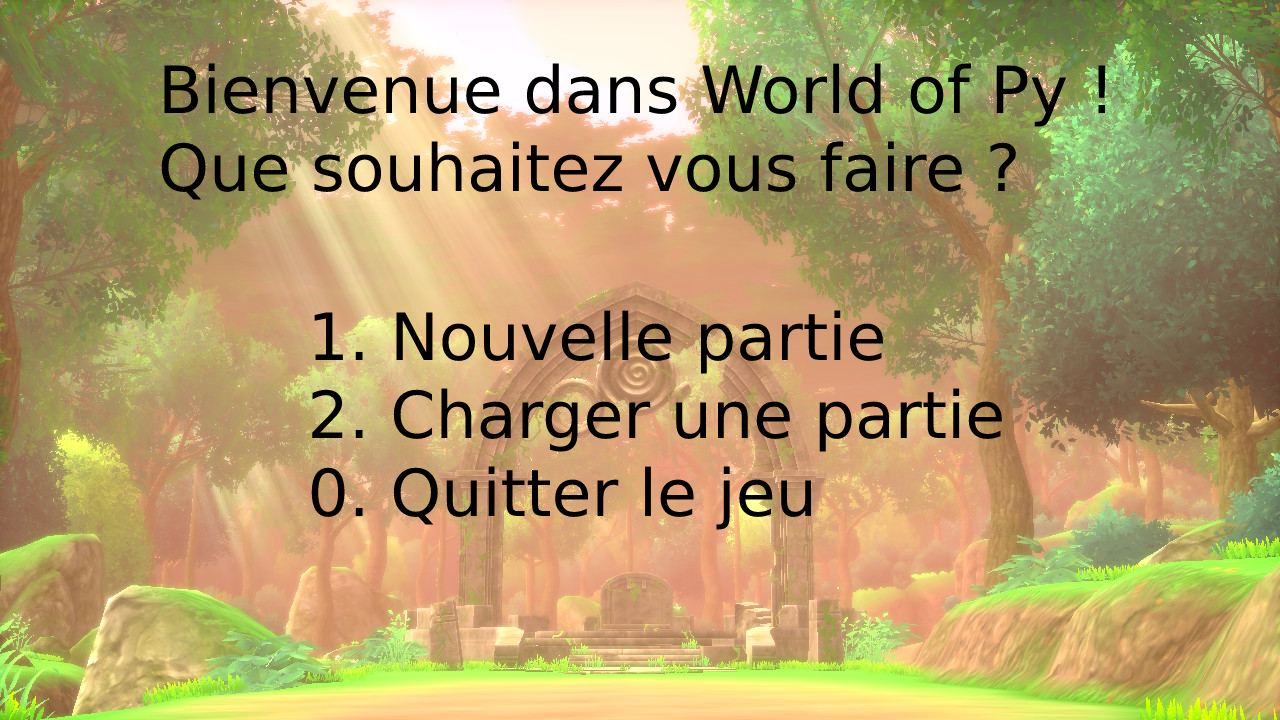 Bienvenue dans World of Py !
Que souhaitez vous faire ?
1. Nouvelle partie
2. Charger une partie
0. Quitter le jeu